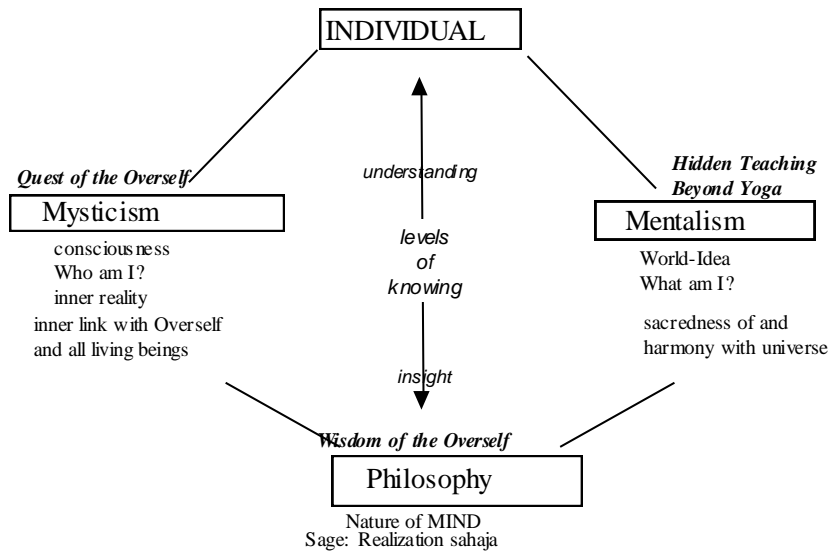 INDIVIDUAL
understanding
levels
of
knowing
insight
Quest of the Overself
Mysticism
consciousness
Who am I?
inner reality
inner link with Overself
and all living beings
Hidden Teaching
Beyond Yoga
Mentalism
World-Idea
What am I?
sacredness of and
harmony with universe
Wisdom of the Overself
Philosophy
Nature of MIND
Sage: Realization sahaja